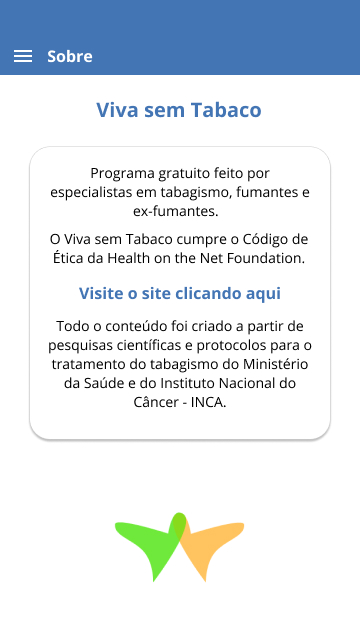 Sobre
Viva sem Tabaco
Programa gratuito feito por
especialistas em tabagismo, fumantes e
ex-fumantes.
O Viva sem Tabaco cumpre o Código de
Ética da Health on the Net Foundation.
Visite o site clicando aqui
Todo o conteúdo foi criado a partir de
pesquisas científicas e protocolos para o
tratamento do tabagismo do Ministério
da Saúde e do Instituto Nacional do
Câncer - INCA.